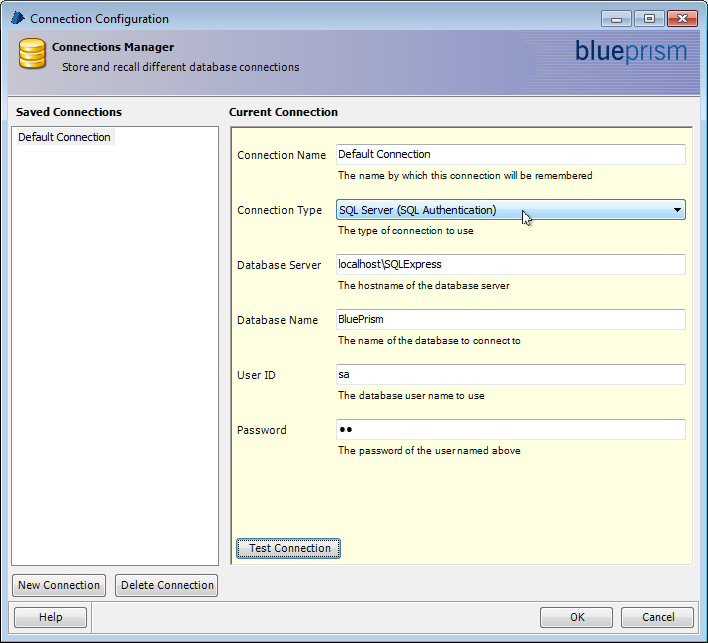 Connection Configuration
Connections Manager
Store and recall different database connections
blueprism
Saved Connections
Default Connection
Current Connection
Connection Name
Default Connection
The name by which this connection will be remembered
Connection Type
SQL Server (SQL Authentication)
The type of connection to use
Database Server
localhost\SQLExpress
The hostname of the database server
Database Name
BluePrism
The name of the database to connect to
User ID
sa
The database user name to use
Password
●●
The password of the user named above
Test Connection
New Connection
Delete Connection
Help
OK
Cancel